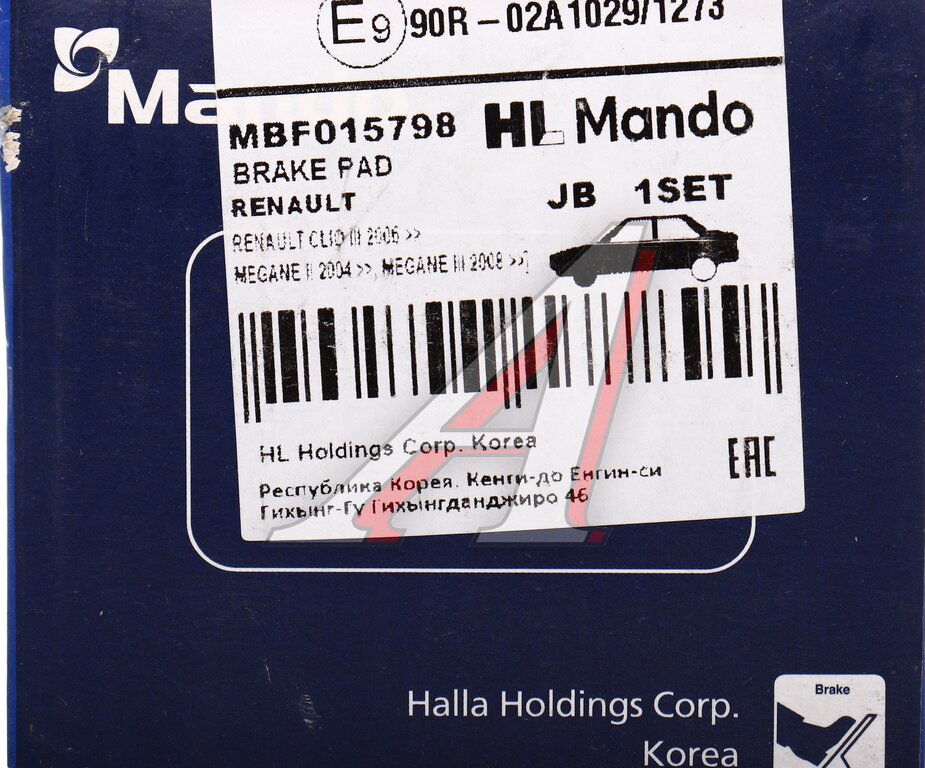 E9 90R - 02A1029/1273
Mando
MBF015798 HL Mando
BRAKE PAD
RENAULT JB 1SET
RENAULT CLIO III 2006 >>
MEGANE II 2004 >>, MEGANE III 2008 >>
HL Holdings Corp. Korea
EAC
Республика Корея. Кенги-до Енгин-си
Гихынг-Гу Гихынгданджиро 46
Halla Holdings Corp.
Korea
Brake